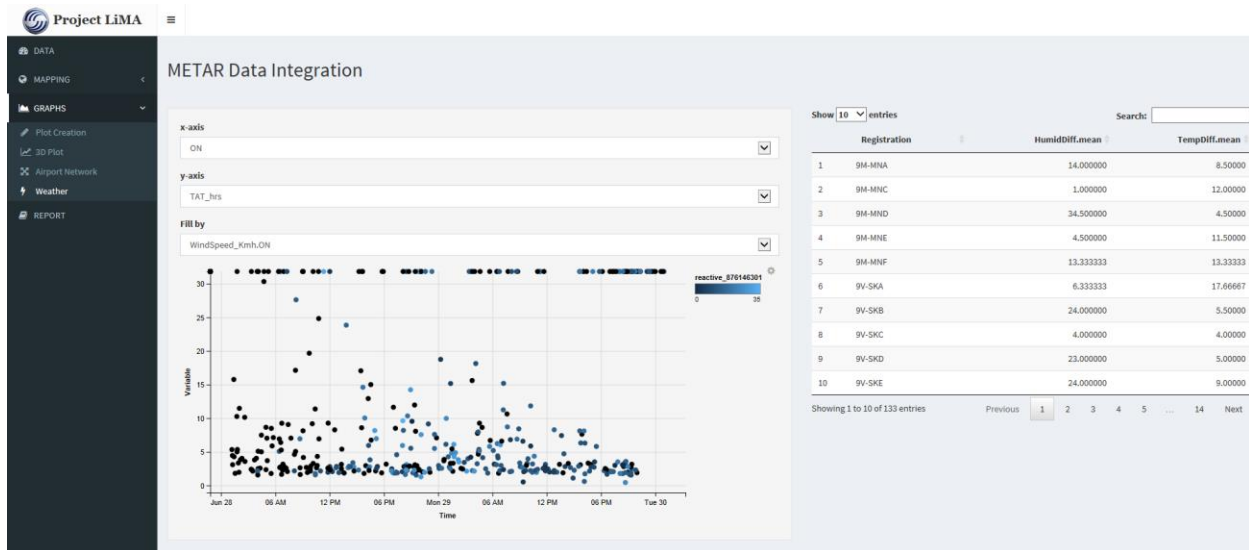 Project LiMA
DATA
MAPPING
GRAPHS
Plot Creation
3D Plot
Airport Network
Weather
REPORT
METAR Data Integration
x-axis
ON
y-axis
TAT_hrs
Fill by
WindSpeed_Kmh.ON
reactive_876146301
0 35
30
25
20
15
10
5
0
Variable
Jun 28 06 AM 12 PM 06 PM Mon 29 06 AM 12 PM 06 PM Tue 30
Time
Show 10 entries Search:
Registration HumidDiff.mean TempDiff.mean
1 9M-MNA 14.000000 8.50000
2 9M-MNC 1.000000 12.00000
3 9M-MND 34.500000 4.50000
4 9M-MNE 4.500000 11.50000
5 9M-MNF 13.333333 13.33333
6 9V-SKA 6.333333 17.66667
7 9V-SKB 24.000000 5.50000
8 9V-SKC 4.000000 4.00000
9 9V-SKD 23.000000 5.00000
10 9V-SKE 24.000000 9.00000
Showing 1 to 10 of 133 entries Previous 1 2 3 4 5 ... 14 Next